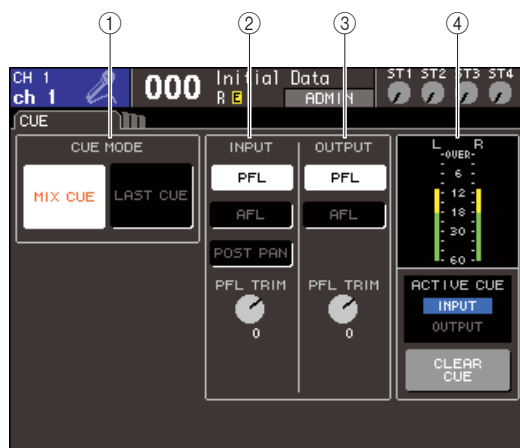 ① ② ③ ④
CH 1
ch 1
000
Initial Data
R E ADMIN
ST1 ST2 ST3 ST4
CUE
CUE MODE
MIX CUE
LAST CUE
INPUT
PFL
AFL
POST PAN
PFL TRIM
0
OUTPUT
PFL
AFL
PFL TRIM
0
L R
-OVER-
6
12
18
30
60
ACTIVE CUE
INPUT
OUTPUT
CLEAR
CUE